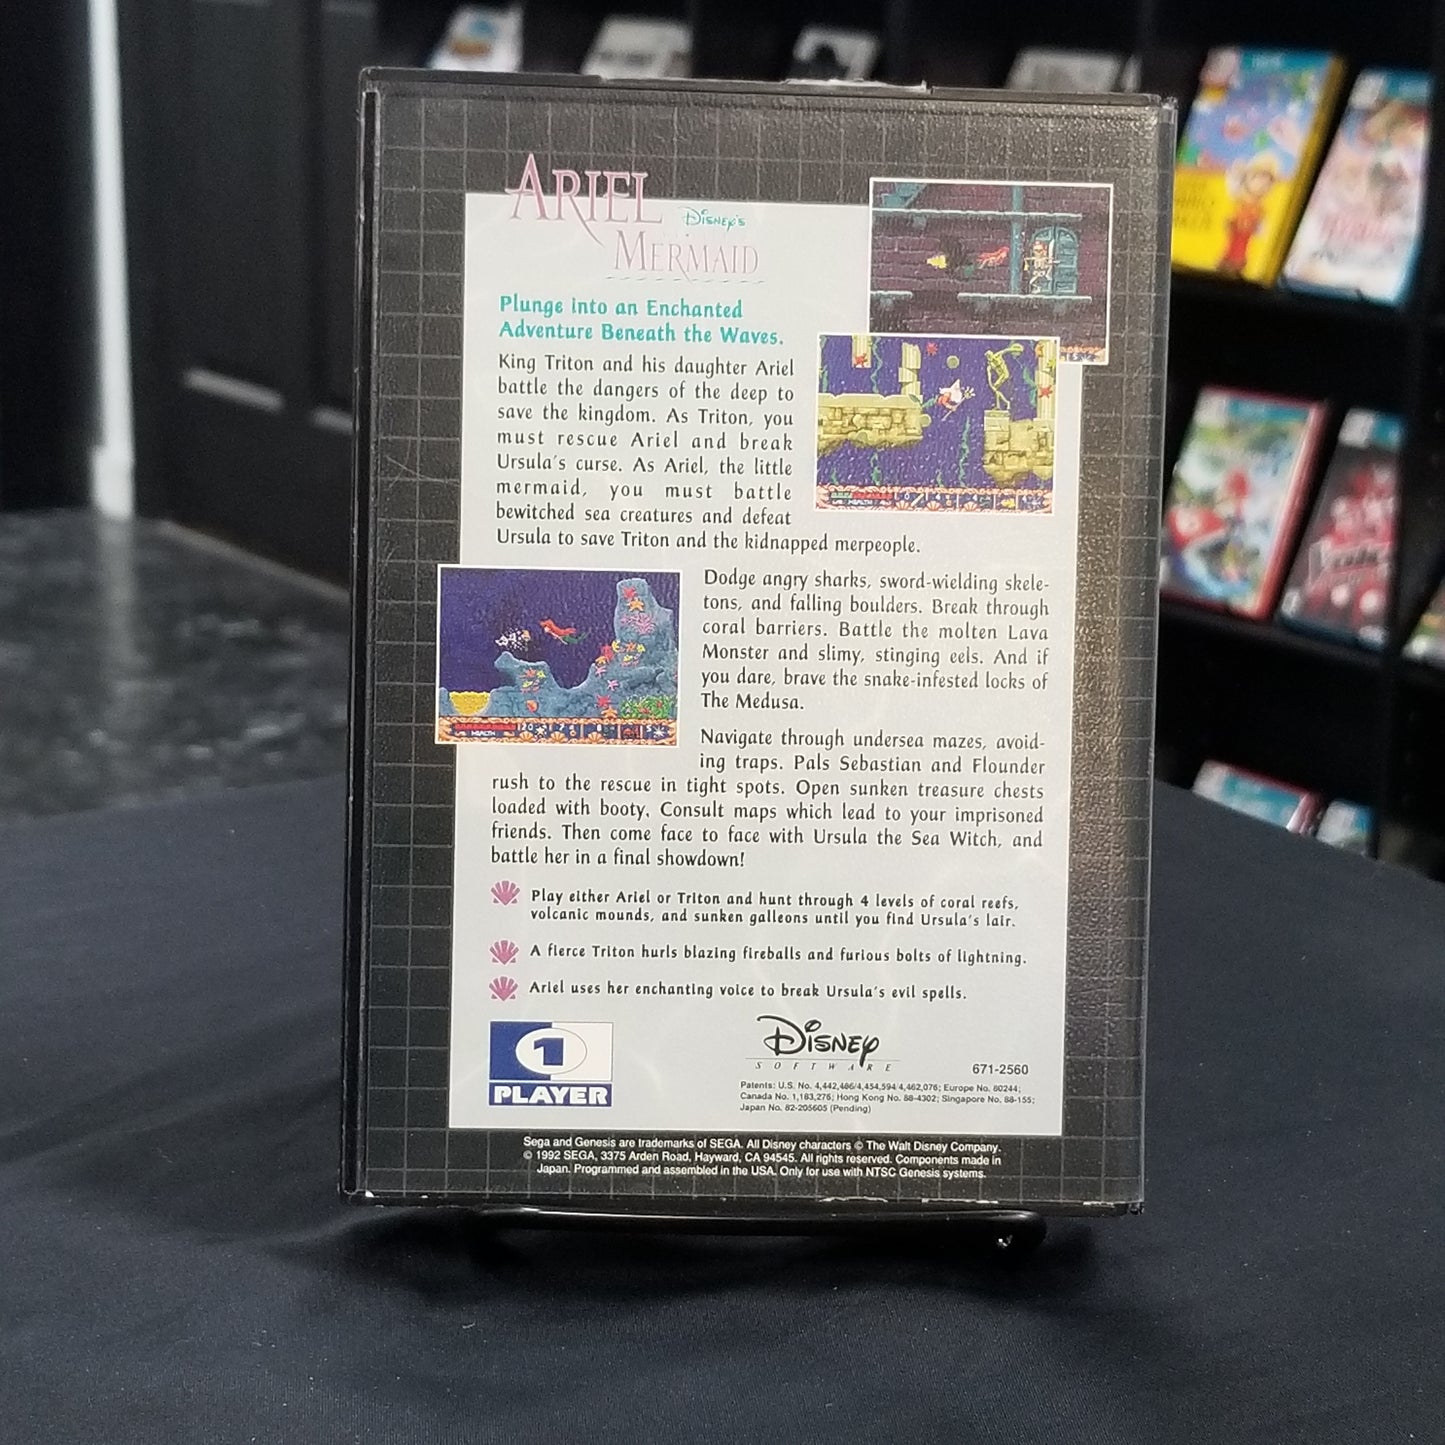 ARIEL
DISNEY'S
MERMAID
Plunge into an Enchanted
Adventure Beneath the Waves.
King Triton and his daughter Ariel
battle the dangers of the deep to
save the kingdom. As Triton, you
must rescue Ariel and break
Ursula's curse. As Ariel, the little
mermaid, you must battle
bewitched sea creatures and defeat
Ursula to save Triton and the kidnapped merpeople.
Dodge angry sharks, sword-wielding skele-
tons, and falling boulders. Break through
coral barriers. Battle the molten Lava
Monster and slimy, stinging eels. And if
you dare, brave the snake-infested locks of
The Medusa.
Navigate through undersea mazes, avoid-
ing traps. Pals Sebastian and Flounder
rush to the rescue in tight spots. Open sunken treasure chests
loaded with booty. Consult maps which lead to your imprisoned
friends. Then come face to face with Ursula the Sea Witch, and
battle her in a final showdown!
Play either Ariel or Triton and hunt through 4 levels of coral reefs,
volcanic mounds, and sunken galleons until you find Ursula's lair.
A fierce Triton hurls blazing fireballs and furious bolts of lightning.
Ariel uses her enchanting voice to break Ursula's evil spells.
1
PLAYER
DISNEY
SOFTWARE
671-2560
Patents: U.S. No. 4,442,486/4,454,594/4,462,076; Europe No. 80244;
Canada No. 1,183,276; Hong Kong No. 88-4302; Singapore No. 88-155;
Japan No. 82-205605 (Pending)
Sega and Genesis are trademarks of SEGA. All Disney characters © The Walt Disney Company.
© 1992 SEGA, 3375 Arden Road, Hayward, CA 94545. All rights reserved. Components made in
Japan. Programmed and assembled in the USA. Only for use with NTSC Genesis systems.